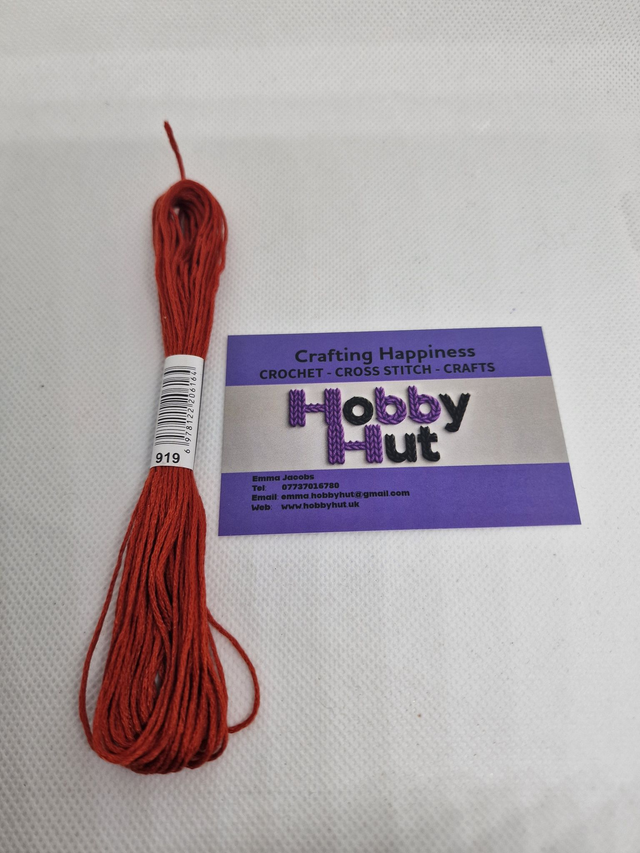 6 978122 206164
919
Crafting Happiness
CROCHET - CROSS STITCH - CRAFTS
Hobby
Hut
Emma Jacobs
Tel: 07737016780
Email: emma.hobbyhut@gmail.com
Web: www.hobbyhut.uk